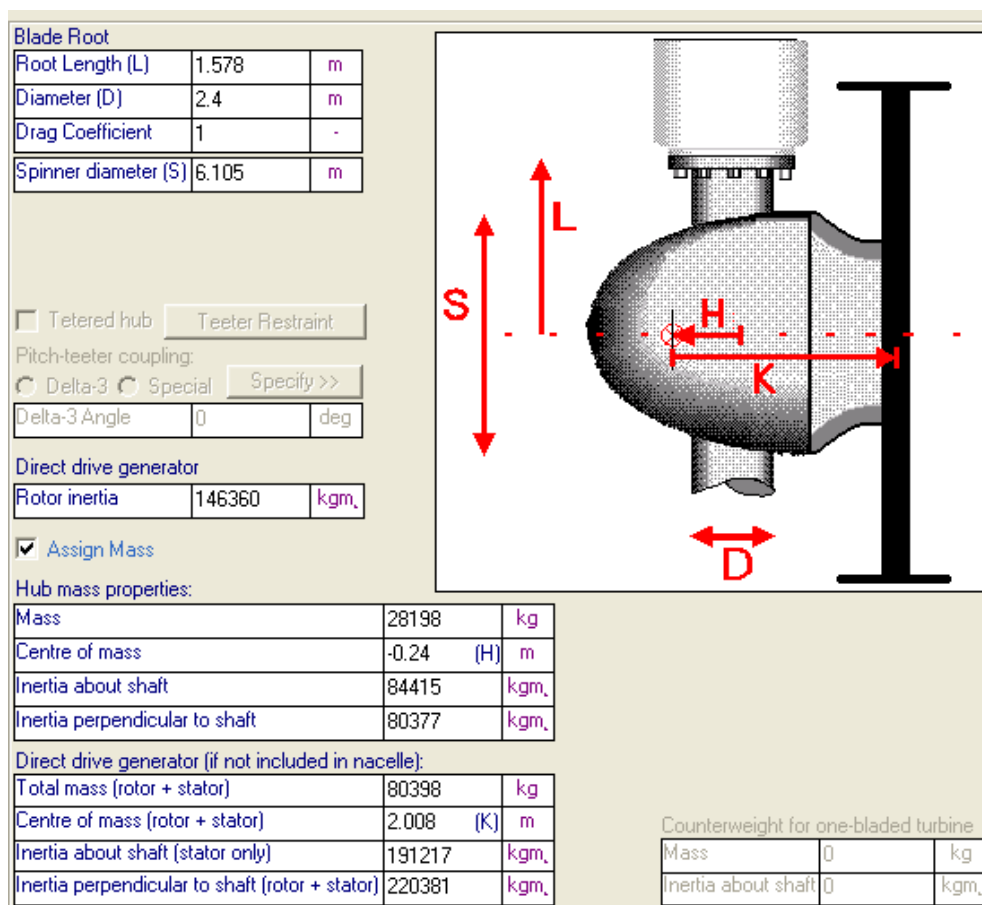 Blade Root
Root Length (L) 1.578 m
Diameter (D) 2.4 m
Drag Coefficient 1 -
Spinner diameter (S) 6.105 m
L
S
H
K
D
Tetered hub Teeter Restraint
Pitch-teeter coupling:
Delta-3 Special Specify >>
Delta-3 Angle 0 deg
Direct drive generator
Rotor inertia 146360 kgm.
Assign Mass
Hub mass properties:
Mass 28198 kg
Centre of mass -0.24 (H) m
Inertia about shaft 84415 kgm.
Inertia perpendicular to shaft 80377 kgm.
Direct drive generator (if not included in nacelle):
Total mass (rotor + stator) 80398 kg
Centre of mass (rotor + stator) 2.008 (K) m
Inertia about shaft (stator only) 191217 kgm.
Inertia perpendicular to shaft (rotor + stator) 220381 kgm.
Counterweight for one-bladed turbine
Mass 0 kg
Inertia about shaft 0 kgm.